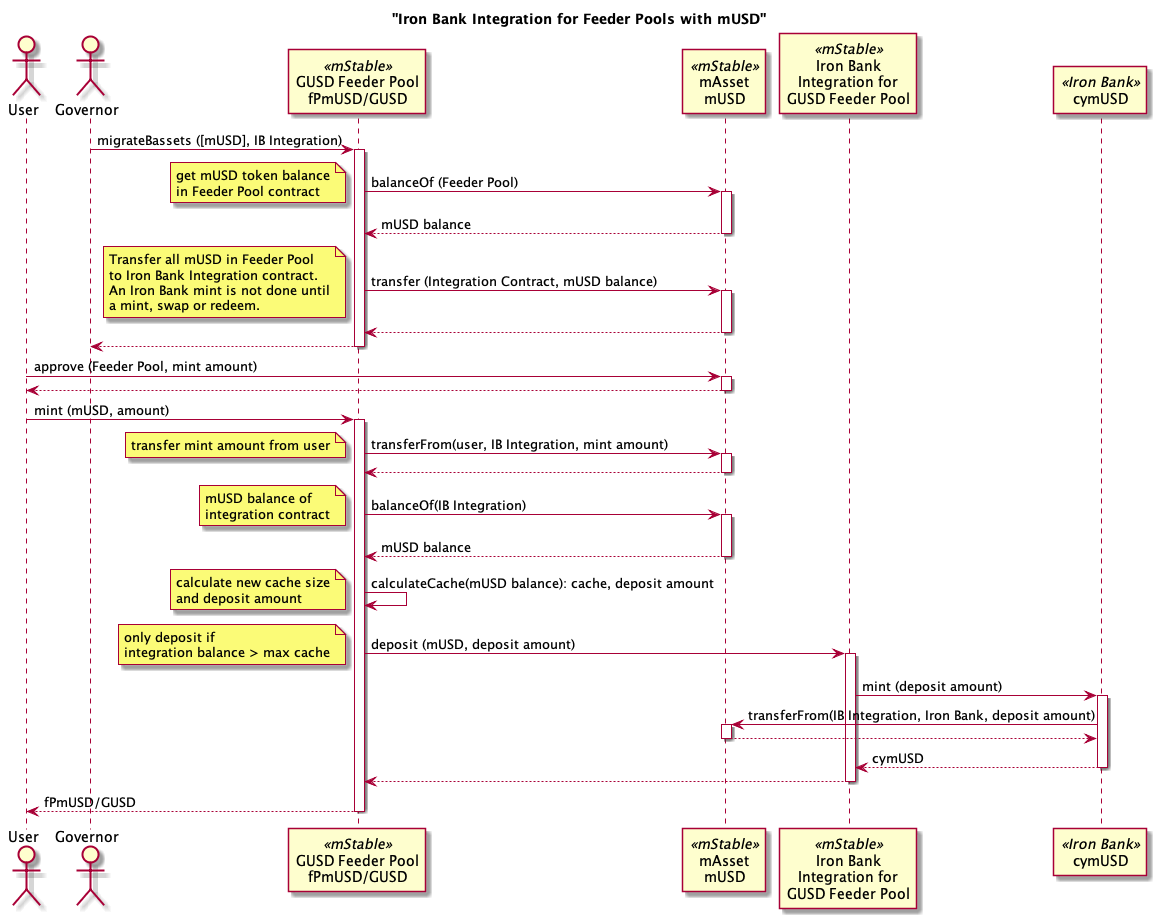 "Iron Bank Integration for Feeder Pools with mUSD"
User
Governor
«mStable»
GUSD Feeder Pool
fPmUSD/GUSD
«mStable»
mAsset
mUSD
«mStable»
Iron Bank
Integration for
GUSD Feeder Pool
«Iron Bank»
cymUSD
migrateBassets ([mUSD], IB Integration)
get mUSD token balance
in Feeder Pool contract
balanceOf (Feeder Pool)
mUSD balance
Transfer all mUSD in Feeder Pool
to Iron Bank Integration contract.
An Iron Bank mint is not done until
a mint, swap or redeem.
transfer (Integration Contract, mUSD balance)
approve (Feeder Pool, mint amount)
mint (mUSD, amount)
transfer mint amount from user
transferFrom(user, IB Integration, mint amount)
mUSD balance of
integration contract
balanceOf(IB Integration)
mUSD balance
calculate new cache size
and deposit amount
calculateCache(mUSD balance): cache, deposit amount
only deposit if
integration balance > max cache
deposit (mUSD, deposit amount)
mint (deposit amount)
transferFrom(IB Integration, Iron Bank, deposit amount)
cymUSD
fPmUSD/GUSD
User
Governor
«mStable»
GUSD Feeder Pool
fPmUSD/GUSD
«mStable»
mAsset
mUSD
«mStable»
Iron Bank
Integration for
GUSD Feeder Pool
«Iron Bank»
cymUSD